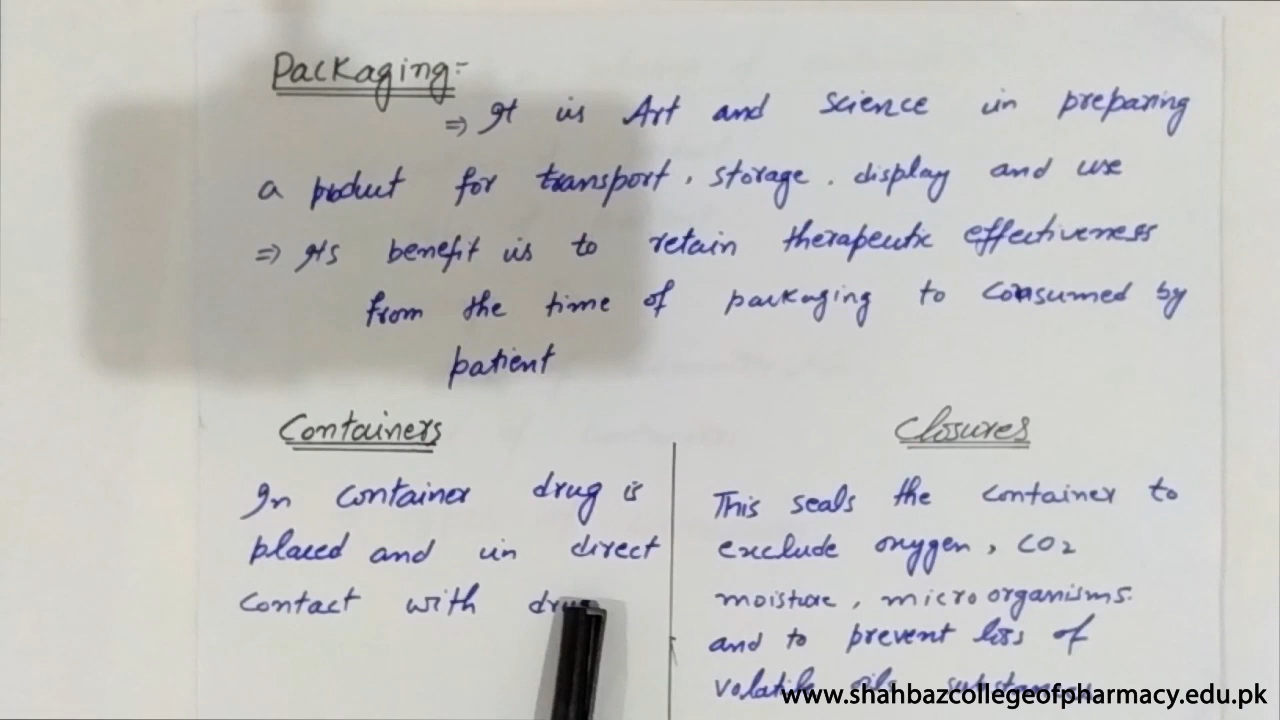 Packaging:-
⇒ It is Art and science in preparing
a product for transport, storage, display and use
⇒ Its benefit is to retain therapeutic effectiveness
from the time of packaging to consumed by
patient
Containers
In container drug is
placed and in direct
contact with
Closures
This seals the container to
exclude oxygen, CO2
moisture, microorganisms.
and to prevent loss of
volatile oils
www.shahbazcollegeofpharmacy.edu.pk